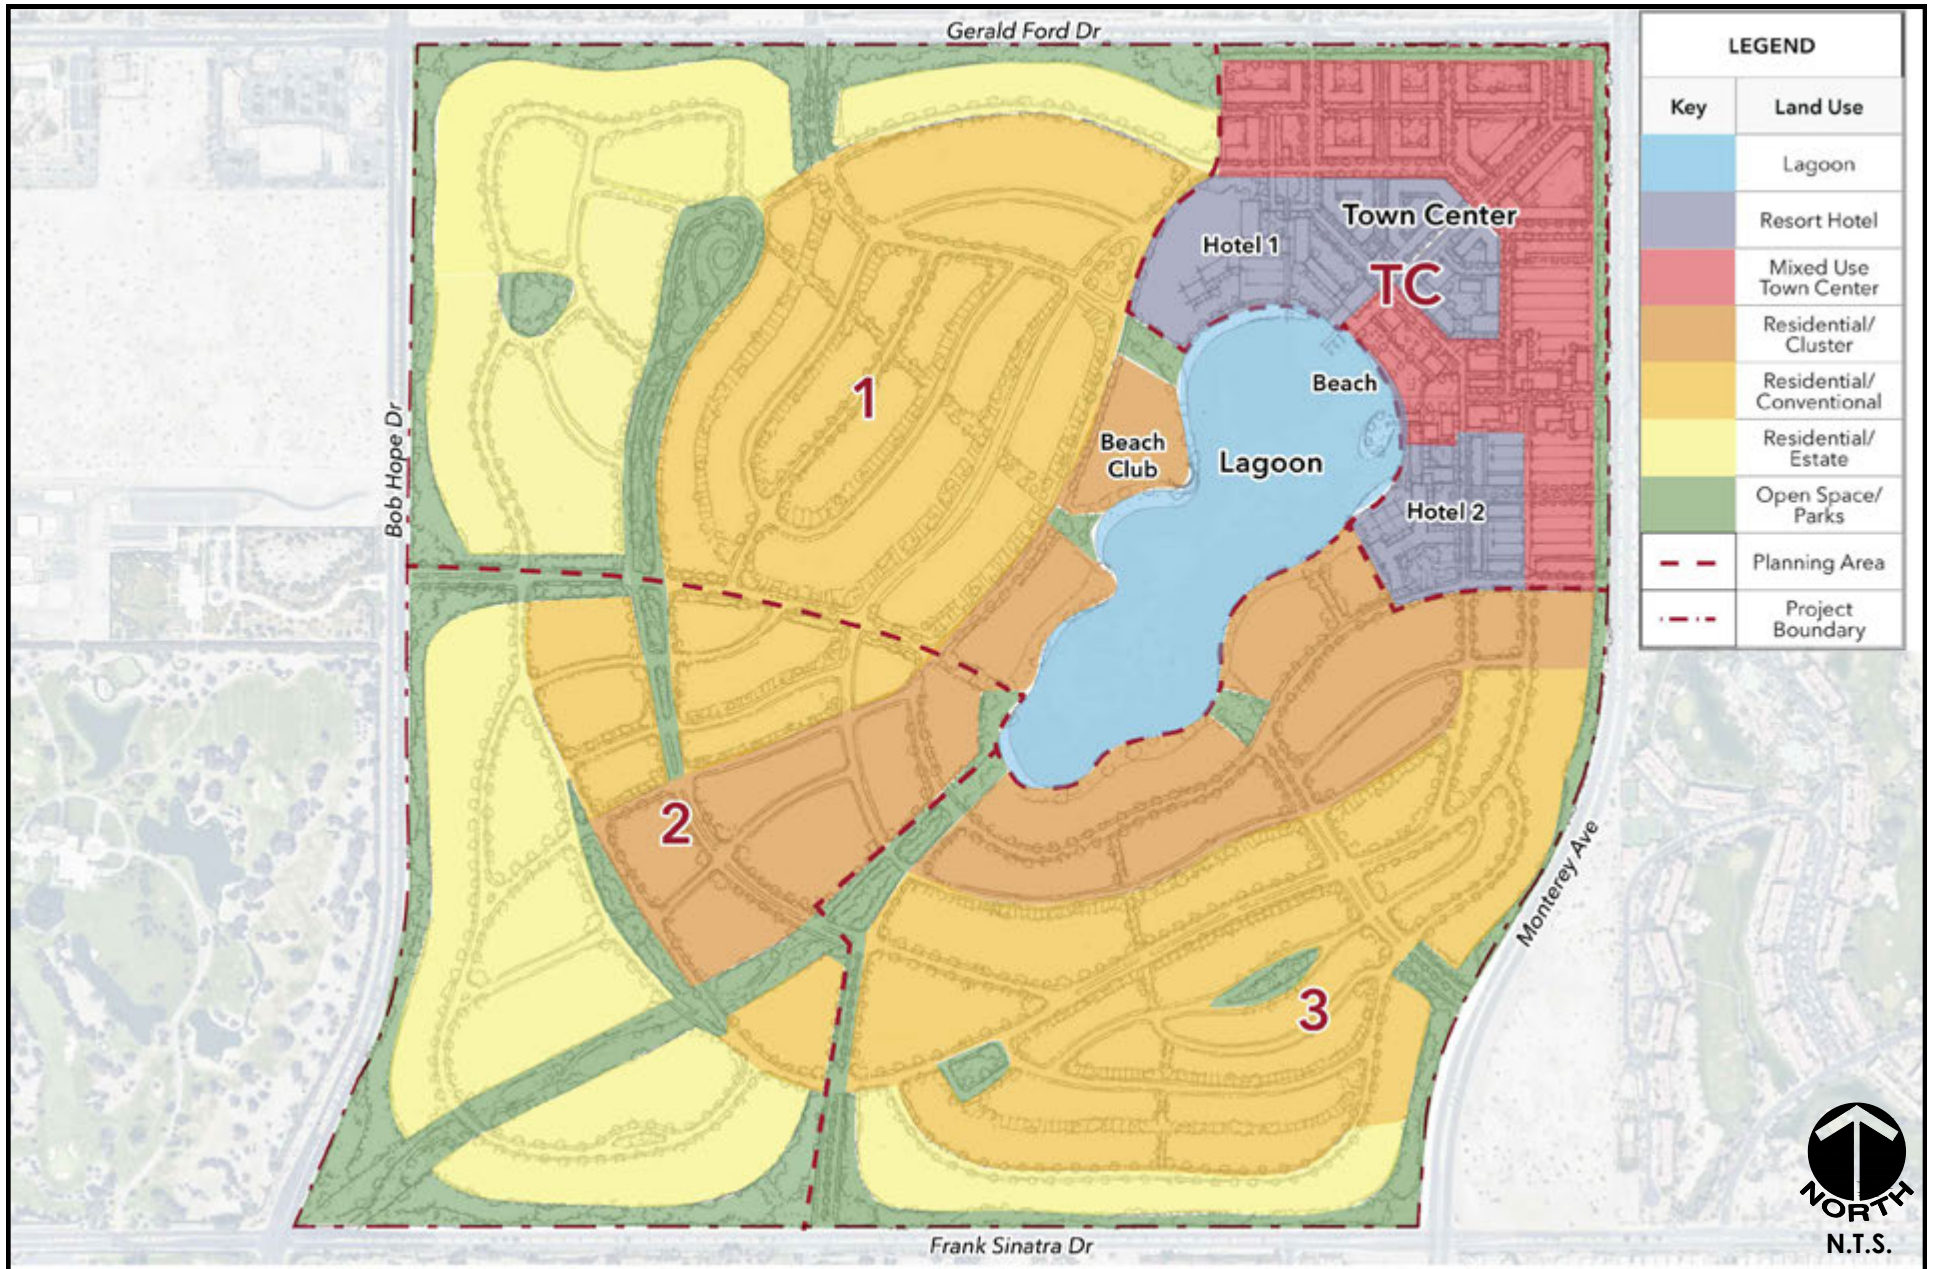 Gerald Ford Dr
LEGEND
Key
Land Use
Lagoon
Resort Hotel
Mixed Use
Town Center
Residential/
Cluster
Residential/
Conventional
Residential/
Estate
Open Space/
Parks
Planning Area
Project
Boundary
Town Center
Hotel 1
TC
1
Beach
Beach
Club
Lagoon
Bob Hope Dr
Hotel 2
2
Monterey Ave
3
Frank Sinatra Dr
NORTH
N.T.S.